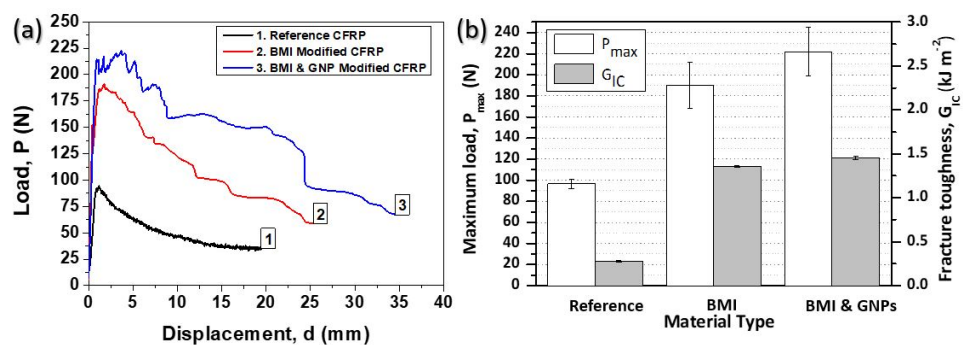 (a)
250
225
200
175
150
125
100
75
50
25
0
Load, P (N)
1. Reference CFRP
2. BMI Modified CFRP
3. BMI & GNP Modified CFRP
1
2
3
0 5 10 15 20 25 30 35 40
Displacement, d (mm)
(b)
240
220
200
180
160
140
120
100
80
60
40
20
0
Maximum load, Pmax (N)
Pmax
GIC
3.0
2.5
2.0
1.5
1.0
0.5
0.0
Fracture toughness, GIC (kJ m-2)
Reference BMI BMI & GNPs
Material Type